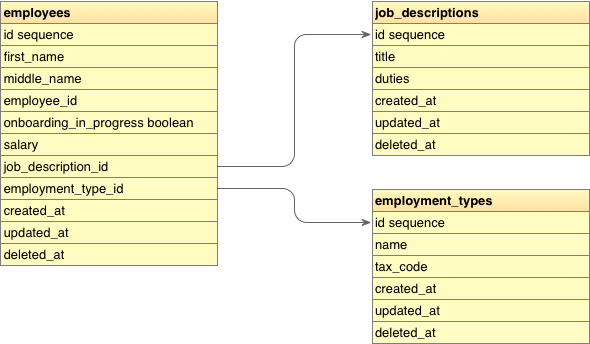 employees
id sequence
first_name
middle_name
employee_id
onboarding_in_progress boolean
salary
job_description_id
employment_type_id
created_at
updated_at
deleted_at
job_descriptions
id sequence
title
duties
created_at
updated_at
deleted_at
employment_types
id sequence
name
tax_code
created_at
updated_at
deleted_at